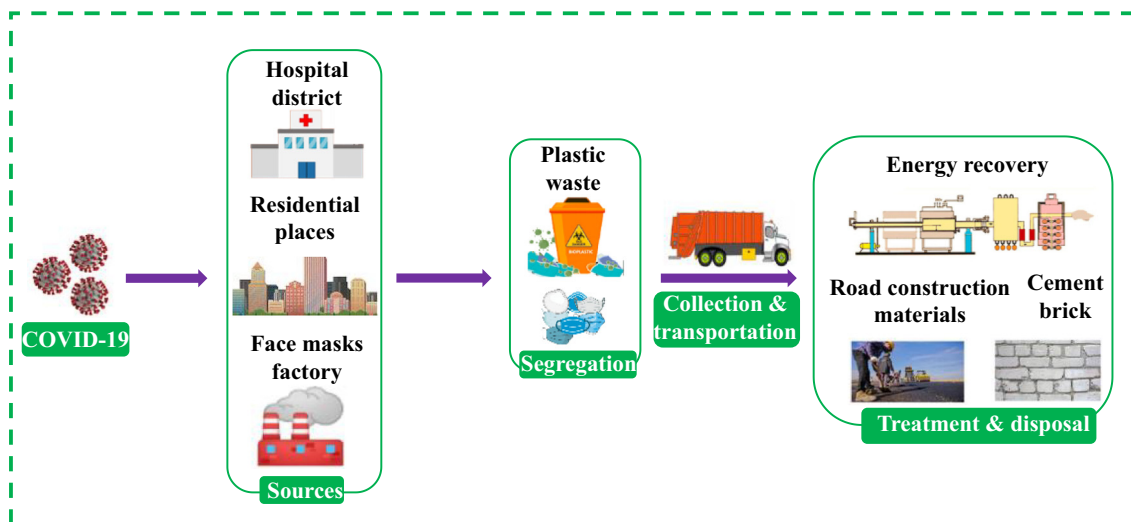 Hospital
district
Residential
places
Face masks
factory
Sources
COVID-19
Plastic
waste
Segregation
Collection &
transportation
Energy recovery
Road construction
materials
Cement
brick
Treatment & disposal